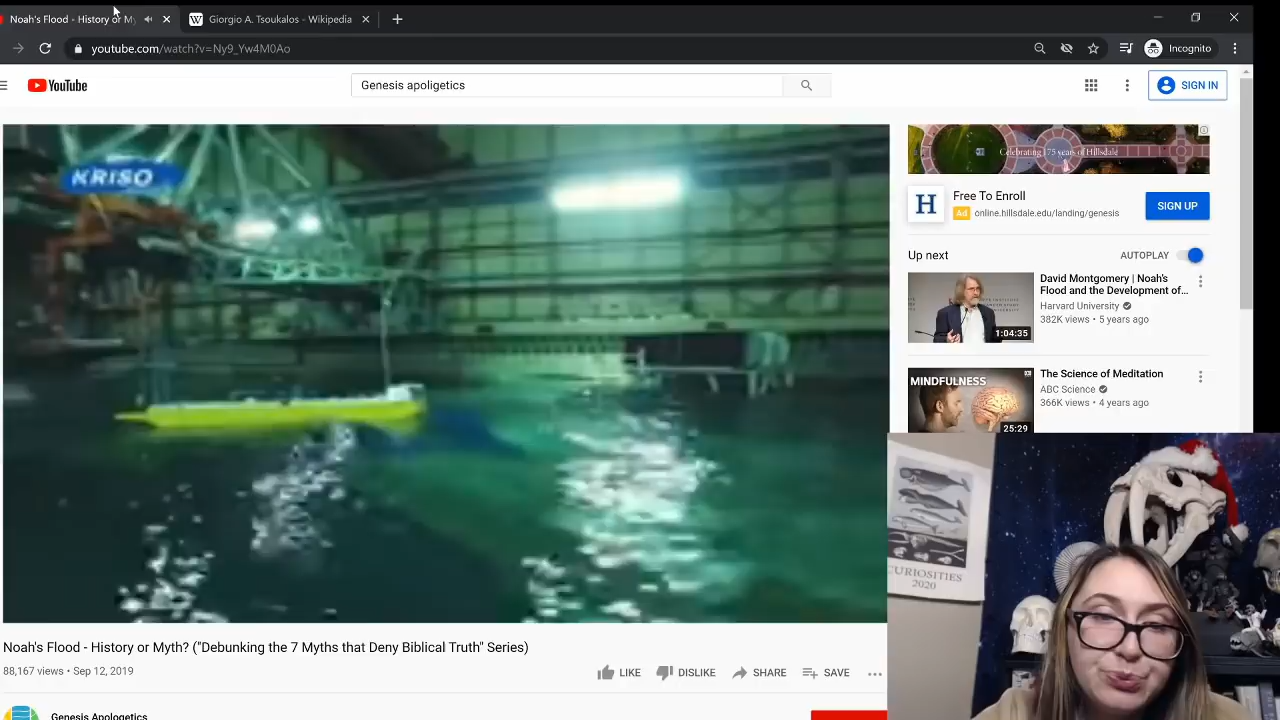 Noah's Flood - History or My
Giorgio A. Tsoukalos - Wikipedia
youtube.com/watch?v=Ny9_Yw4M0Ao
Incognito
YouTube
Genesis apoligetics
SIGN IN
KRISO
Celebrating 175 years of Hillsdale
Free To Enroll
Ad online.hillsdale.edu/landing/genesis
SIGN UP
Up next
AUTOPLAY
David Montgomery | Noah's
Flood and the Development of...
Harvard University
382K views • 5 years ago
1:04:35
MINDFULNESS
The Science of Meditation
ABC Science
366K views • 4 years ago
25:29
CURIOSITIES
2020
Noah's Flood - History or Myth? ("Debunking the 7 Myths that Deny Biblical Truth" Series)
88,167 views • Sep 12, 2019
LIKE
DISLIKE
SHARE
SAVE
Genesis Apologetics